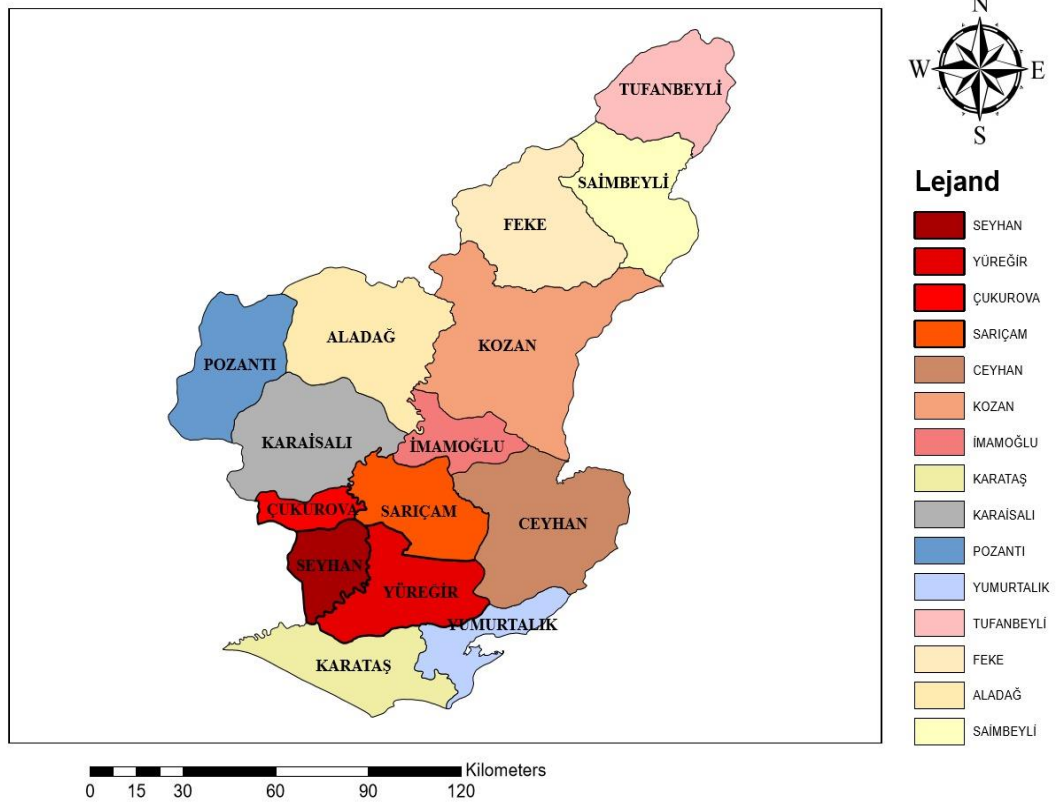 N
W E
S
TUFANBEYLİ
SAİMBEYLİ
FEKE
ALADAĞ
KOZAN
POZANTI
KARAİSALI
İMAMOĞLU
ÇUKUROVA
SARIÇAM
CEYHAN
SEYHAN
YÜREĞİR
YUMURTALIK
KARATAŞ
Lejand
SEYHAN
YÜREĞİR
ÇUKUROVA
SARIÇAM
CEYHAN
KOZAN
İMAMOĞLU
KARATAŞ
KARAİSALI
POZANTI
YUMURTALIK
TUFANBEYLİ
FEKE
ALADAĞ
SAİMBEYLİ
Kilometers
0 15 30 60 90 120